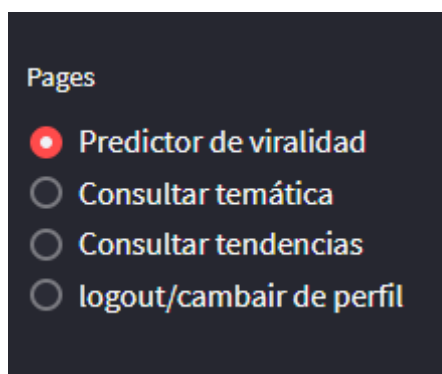 Pages
Predictor de viralidad
Consultar temática
Consultar tendencias
logout/cambair de perfil